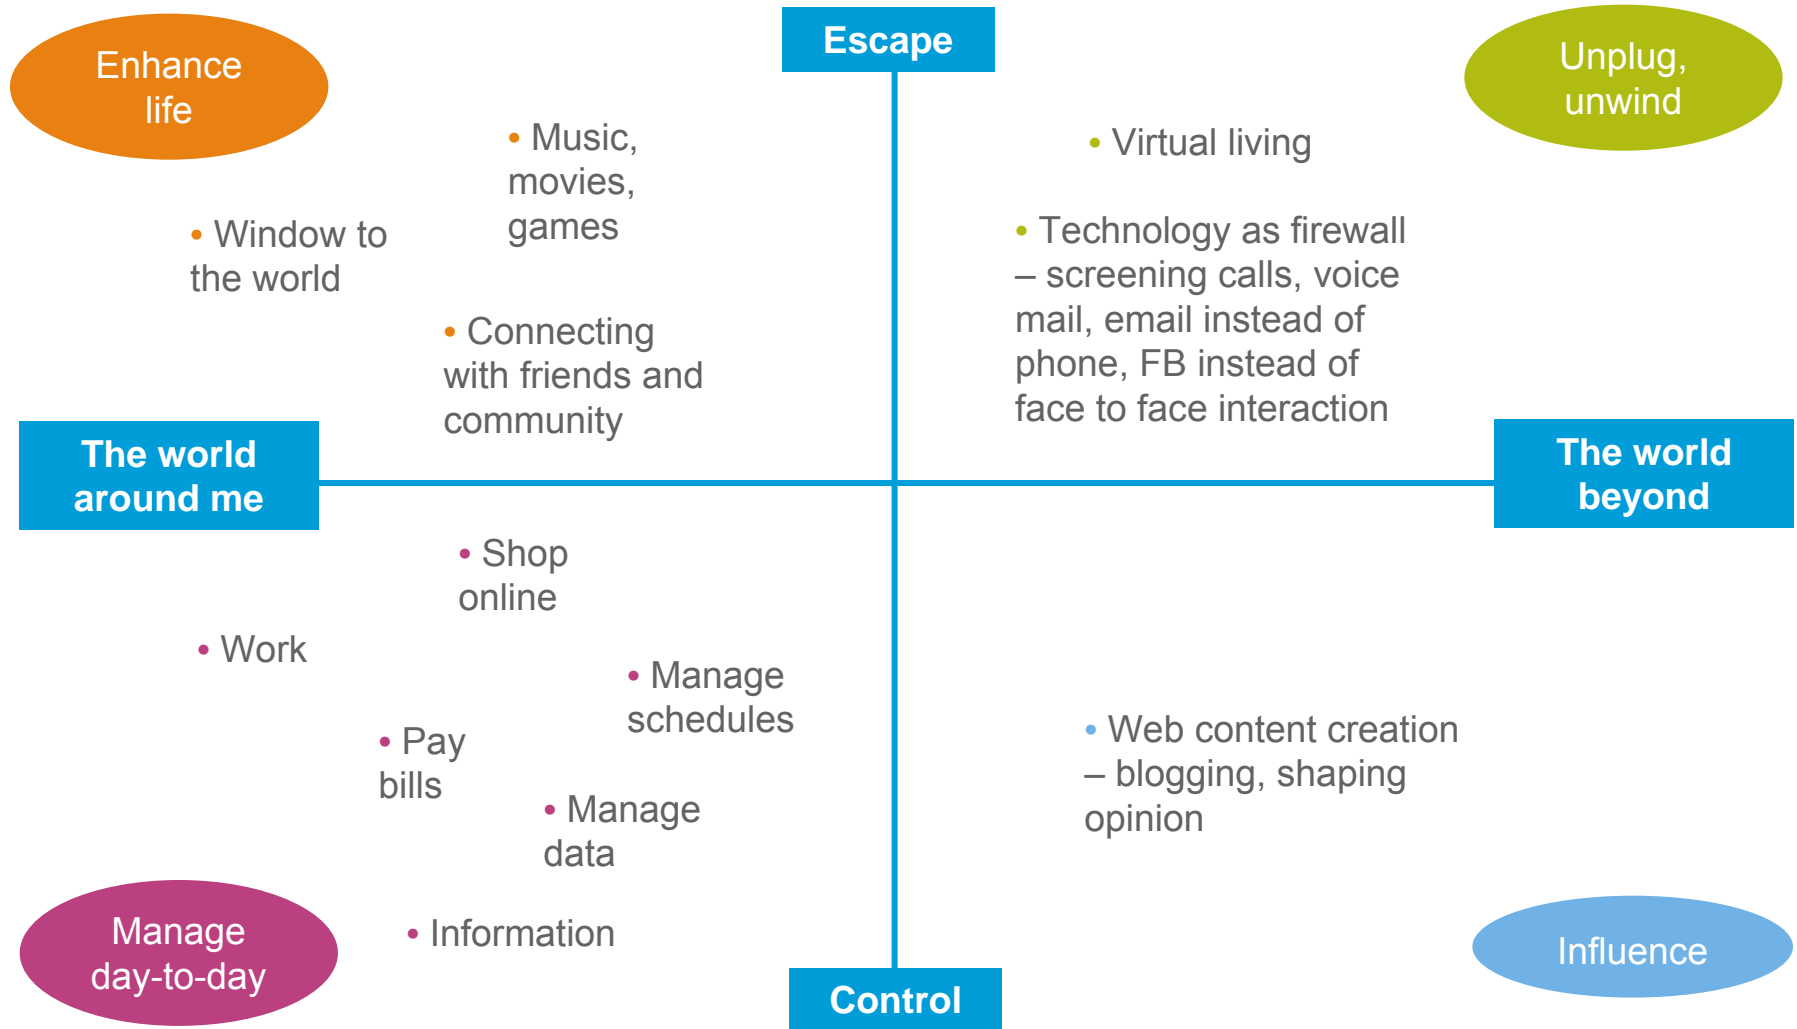 Escape
Enhance
life
Unplug,
unwind
• Music,
movies,
games
• Window to
the world
• Connecting
with friends and
community
• Virtual living
• Technology as firewall
– screening calls, voice
mail, email instead of
phone, FB instead of
face to face interaction
The world
around me
The world
beyond
• Shop
online
• Work
• Manage
schedules
• Pay
bills
• Manage
data
• Information
• Web content creation
– blogging, shaping
opinion
Manage
day-to-day
Influence
Control